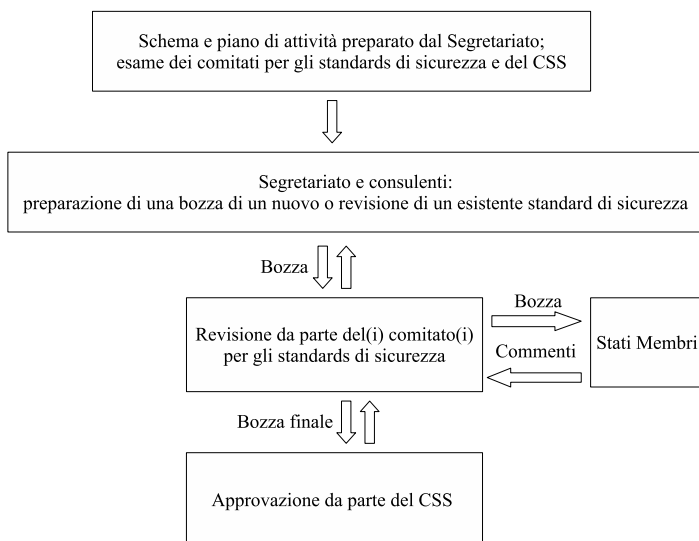 Schema e piano di attività preparato dal Segretariato;
esame dei comitati per gli standards di sicurezza e del CSS
Segretariato e consulenti:
preparazione di una bozza di un nuovo o revisione di un esistente standard di sicurezza
Bozza
Revisione da parte del(i) comitato(i)
per gli standards di sicurezza
Bozza
Commenti
Stati Membri
Bozza finale
Approvazione da parte del CSS